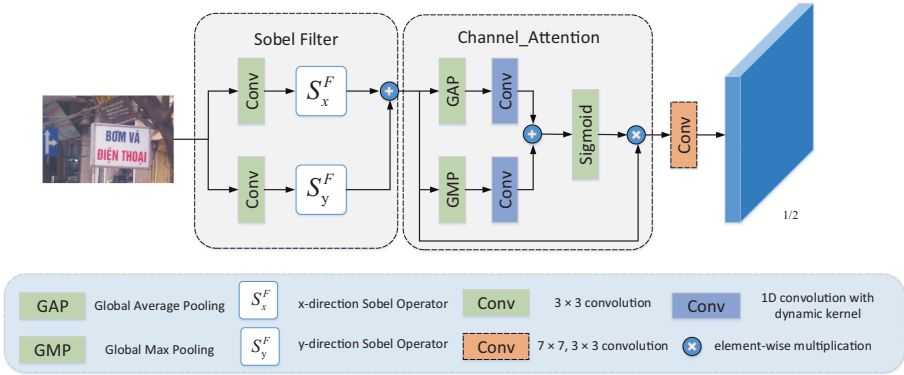 Sobel Filter
Channel_Attention
Conv
S_x^F
GAP
Conv
Sigmoid
Conv
BƠM VÁ
ĐIỆN THOẠI
Conv
S_y^F
GMP
Conv
1/2
GAP
Global Average Pooling
S_x^F
x-direction Sobel Operator
Conv
3 × 3 convolution
Conv
1D convolution with
dynamic kernel
GMP
Global Max Pooling
S_y^F
y-direction Sobel Operator
Conv
7 × 7, 3 × 3 convolution
element-wise multiplication